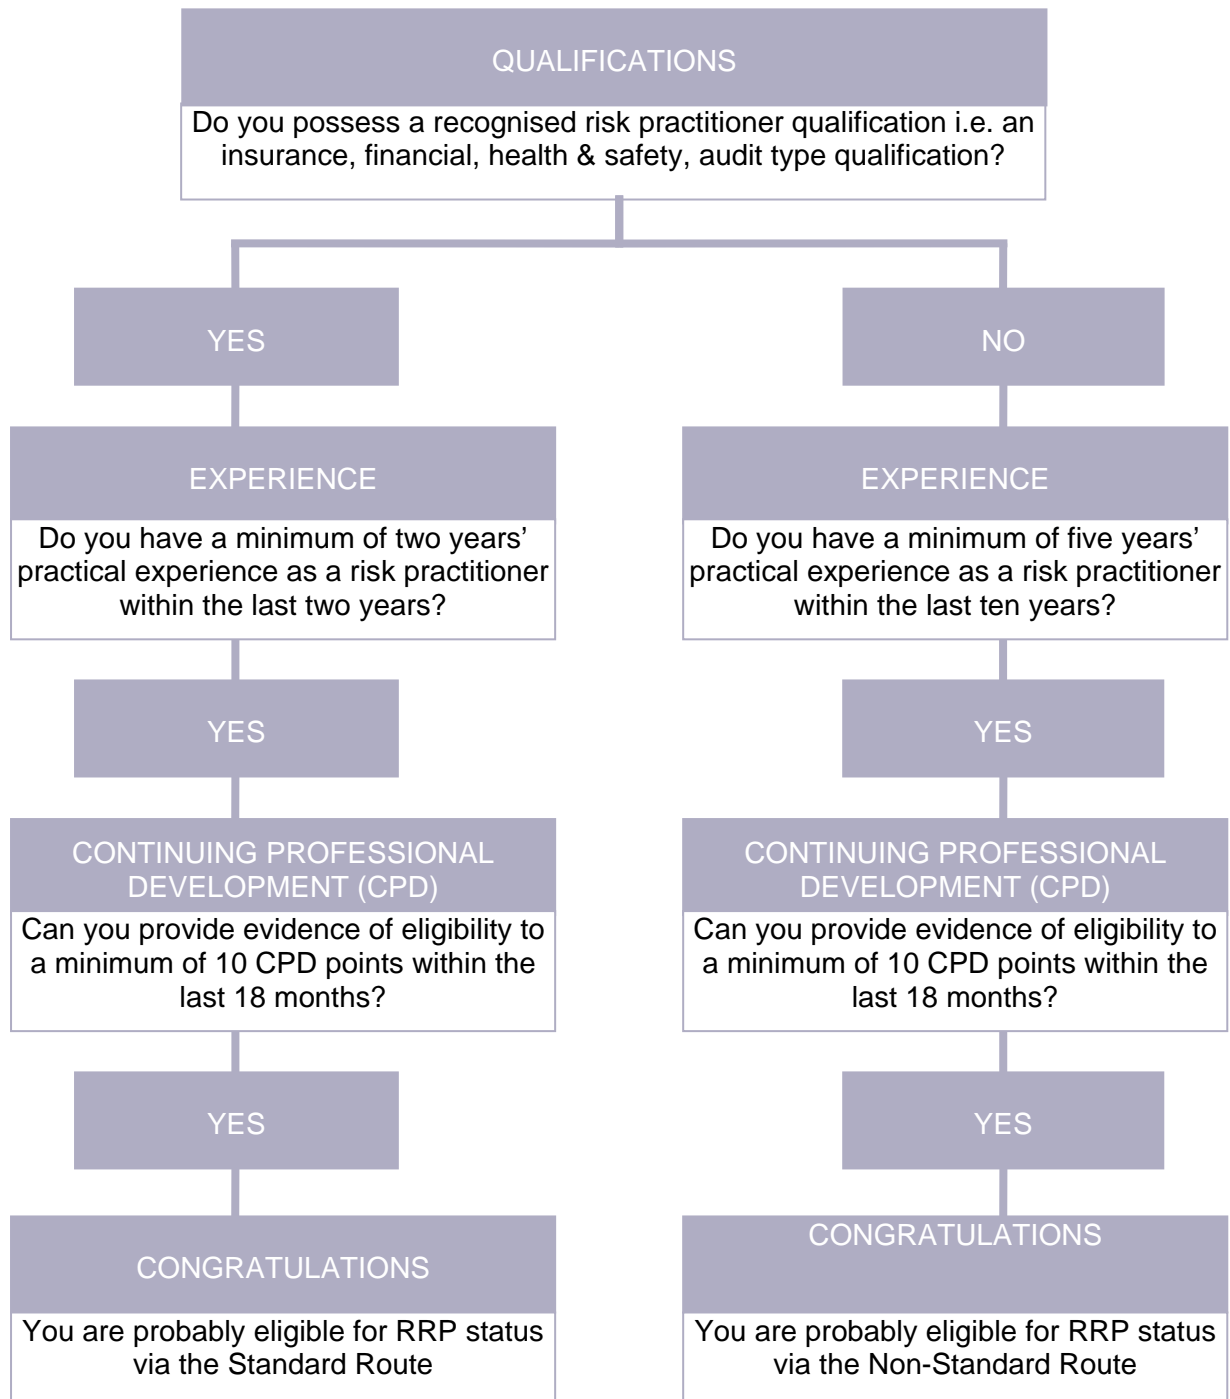 QUALIFICATIONS
Do you possess a recognised risk practitioner qualification i.e. an
insurance, financial, health & safety, audit type qualification?
YES
NO
EXPERIENCE
Do you have a minimum of two years’
practical experience as a risk practitioner
within the last two years?
EXPERIENCE
Do you have a minimum of five years’
practical experience as a risk practitioner
within the last ten years?
YES
YES
CONTINUING PROFESSIONAL
DEVELOPMENT (CPD)
Can you provide evidence of eligibility to
a minimum of 10 CPD points within the
last 18 months?
CONTINUING PROFESSIONAL
DEVELOPMENT (CPD)
Can you provide evidence of eligibility to
a minimum of 10 CPD points within the
last 18 months?
YES
YES
CONGRATULATIONS
You are probably eligible for RRP status
via the Standard Route
CONGRATULATIONS
You are probably eligible for RRP status
via the Non-Standard Route